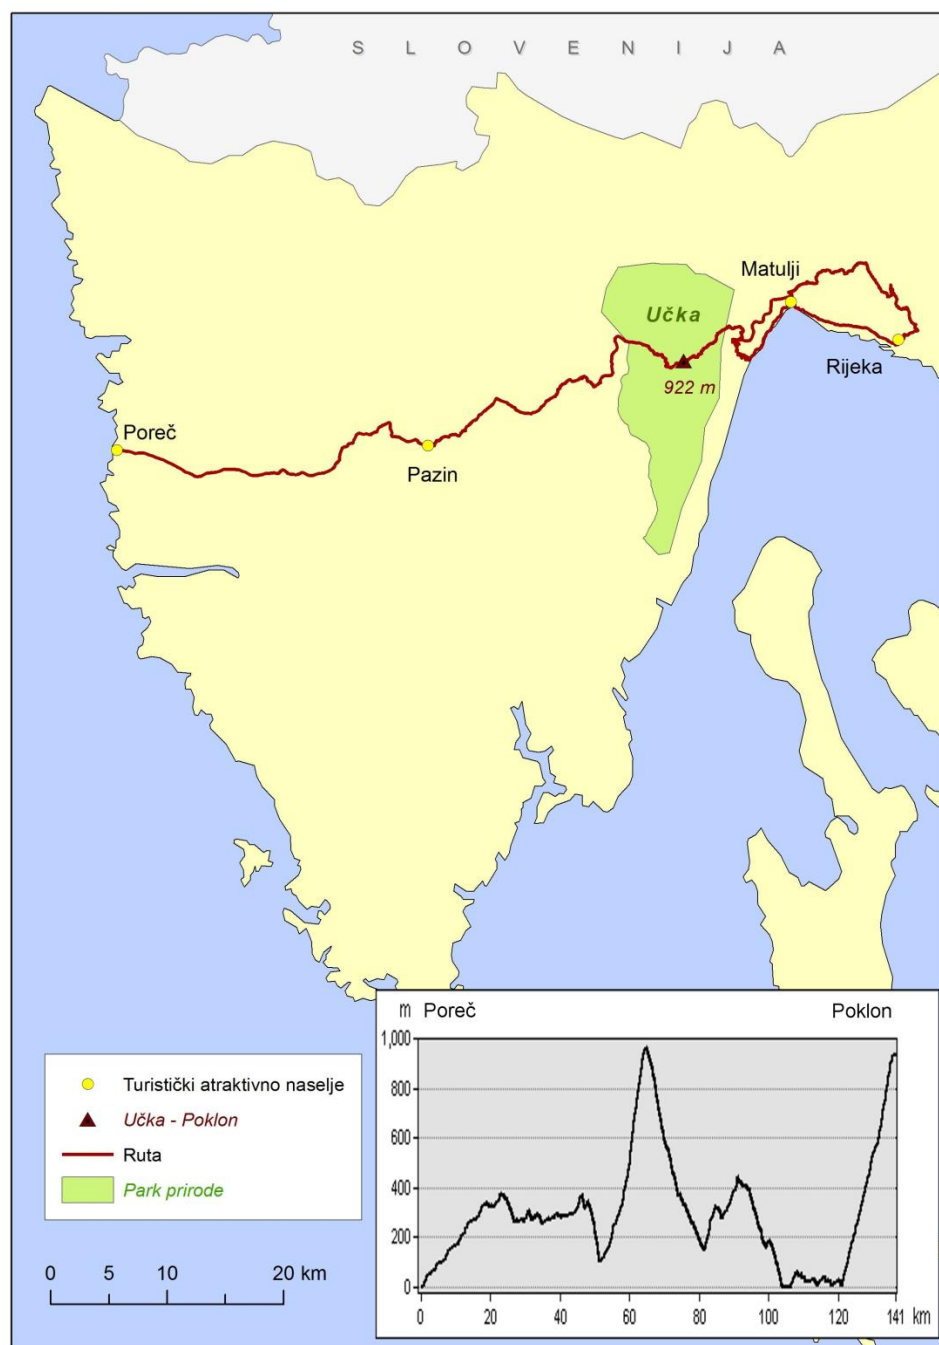 S L O V E N I J A
Matulji
Učka
Rijeka
922 m
Poreč
Pazin
m Poreč Poklon
1,000
800
600
400
200
0
0 20 40 60 80 100 120 141 km
Turistički atraktivno naselje
Učka - Poklon
Ruta
Park prirode
0 5 10 20 km